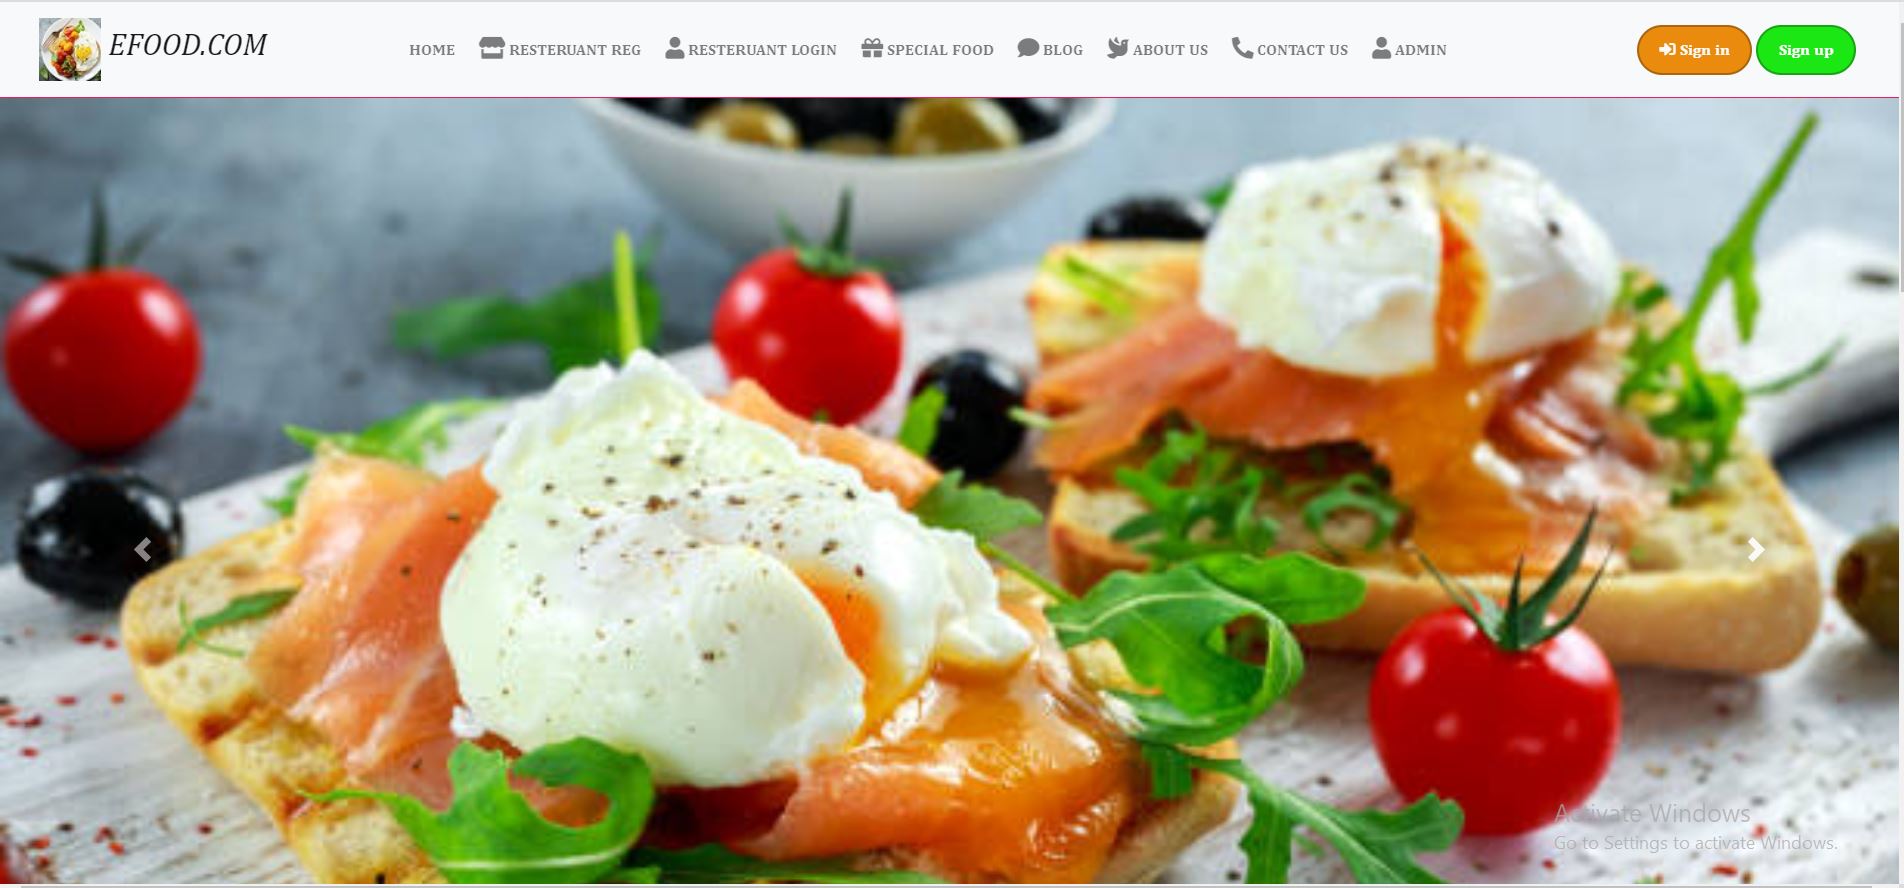 EFOOD.COM
HOME RESTERUANT REG RESTERUANT LOGIN SPECIAL FOOD BLOG ABOUT US CONTACT US ADMIN
Sign in Sign up
Activate Windows
Go to Settings to activate Windows.